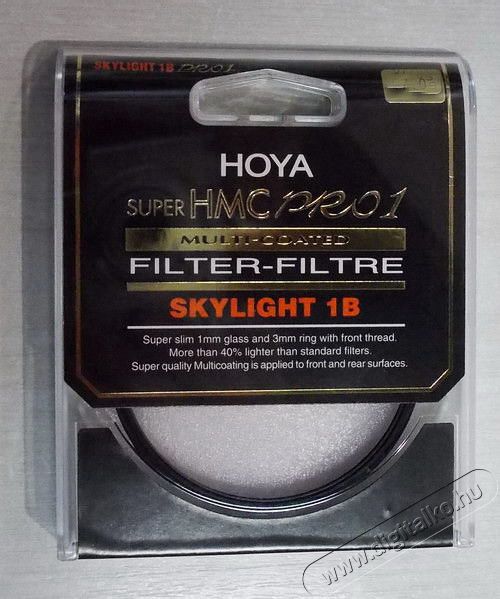 SKYLIGHT 1B PRO1
HOYA
SUPER HMC PRO1
MULTI-COATED
FILTER-FILTRE
SKYLIGHT 1B
Super slim 1mm glass and 3mm ring with front thread.
More than 40% lighter than standard filters.
Super quality Multicoating is applied to front and rear surfaces.
www.digitalko.hu